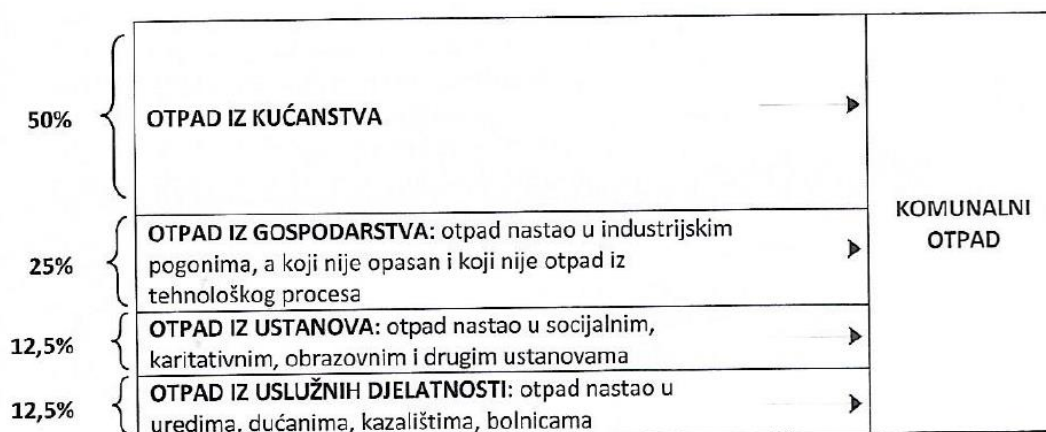 50%
OTPAD IZ KUĆANSTVA
KOMUNALNI
OTPAD
25%
OTPAD IZ GOSPODARSTVA: otpad nastao u industrijskim
pogonima, a koji nije opasan i koji nije otpad iz
tehnološkog procesa
12,5%
OTPAD IZ USTANOVA: otpad nastao u socijalnim,
karitativnim, obrazovnim i drugim ustanovama
12,5%
OTPAD IZ USLUŽNIH DJELATNOSTI: otpad nastao u
uredima, dućanima, kazalištima, bolnicama